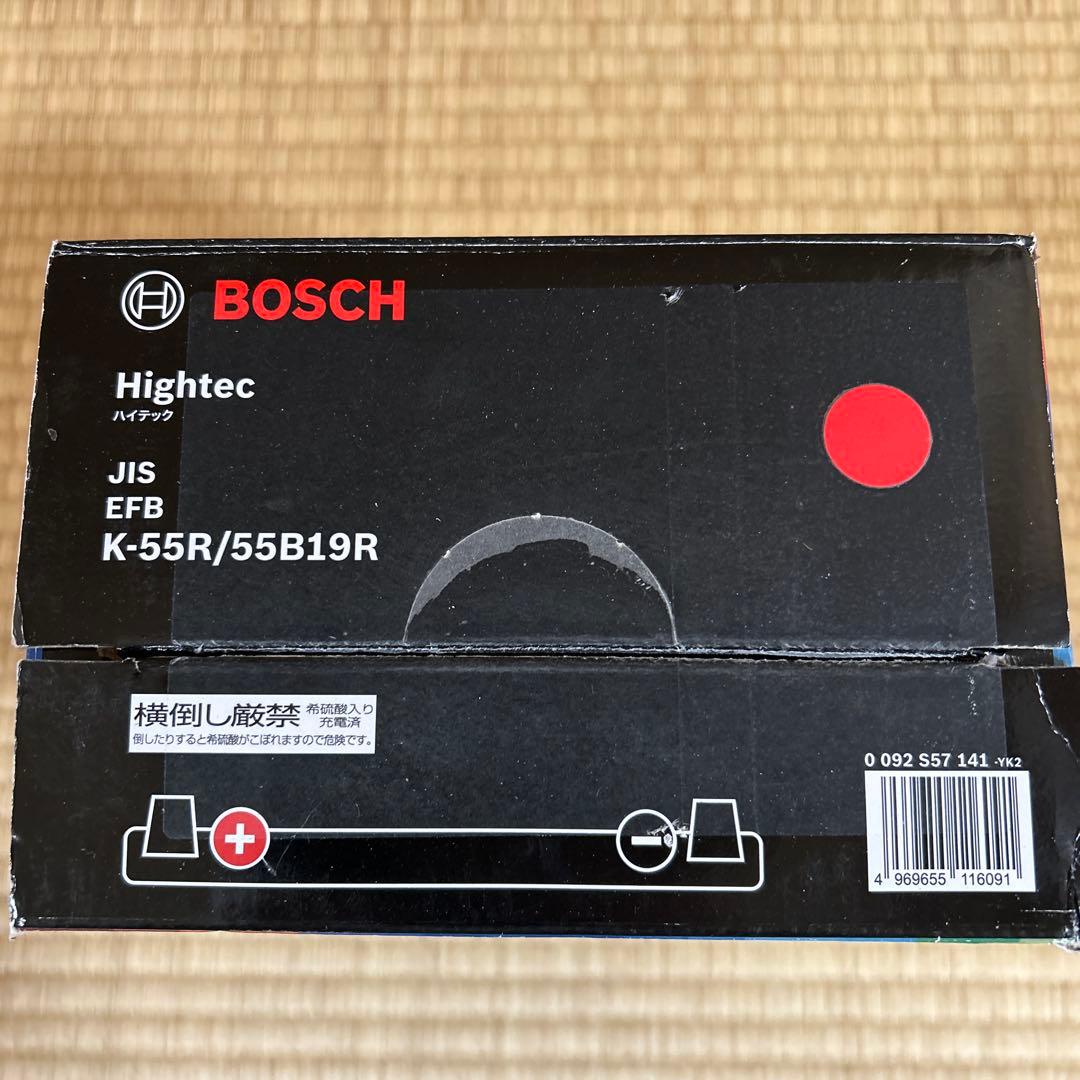 BOSCH
Hightec
ハイテック
JIS
EFB
K-55R/55B19R
横倒し厳禁 希硫酸入り 充電済
倒したりすると希硫酸がこぼれますので危険です。
0 092 S57 141 -YK2
+ −
4 969655 116091